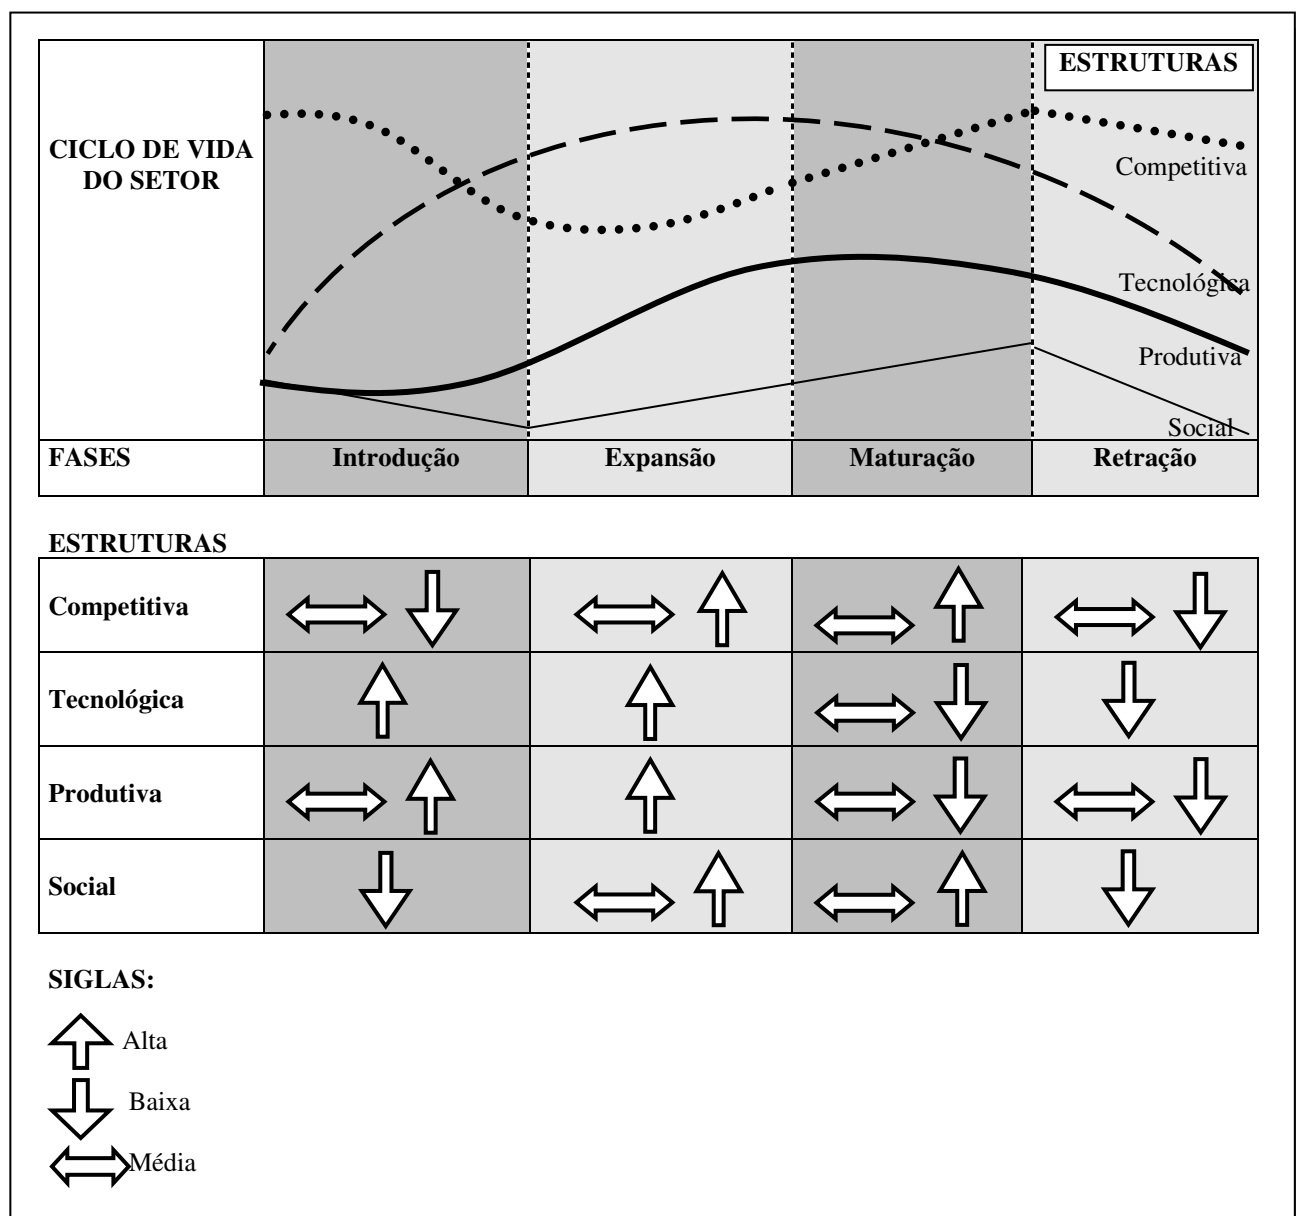 ESTRUTURAS
CICLO DE VIDA
DO SETOR
Competitiva
Tecnológica
Produtiva
Social
FASES
Introdução
Expansão
Maturação
Retração
ESTRUTURAS
Competitiva
Tecnológica
Produtiva
Social
SIGLAS:
Alta
Baixa
Média